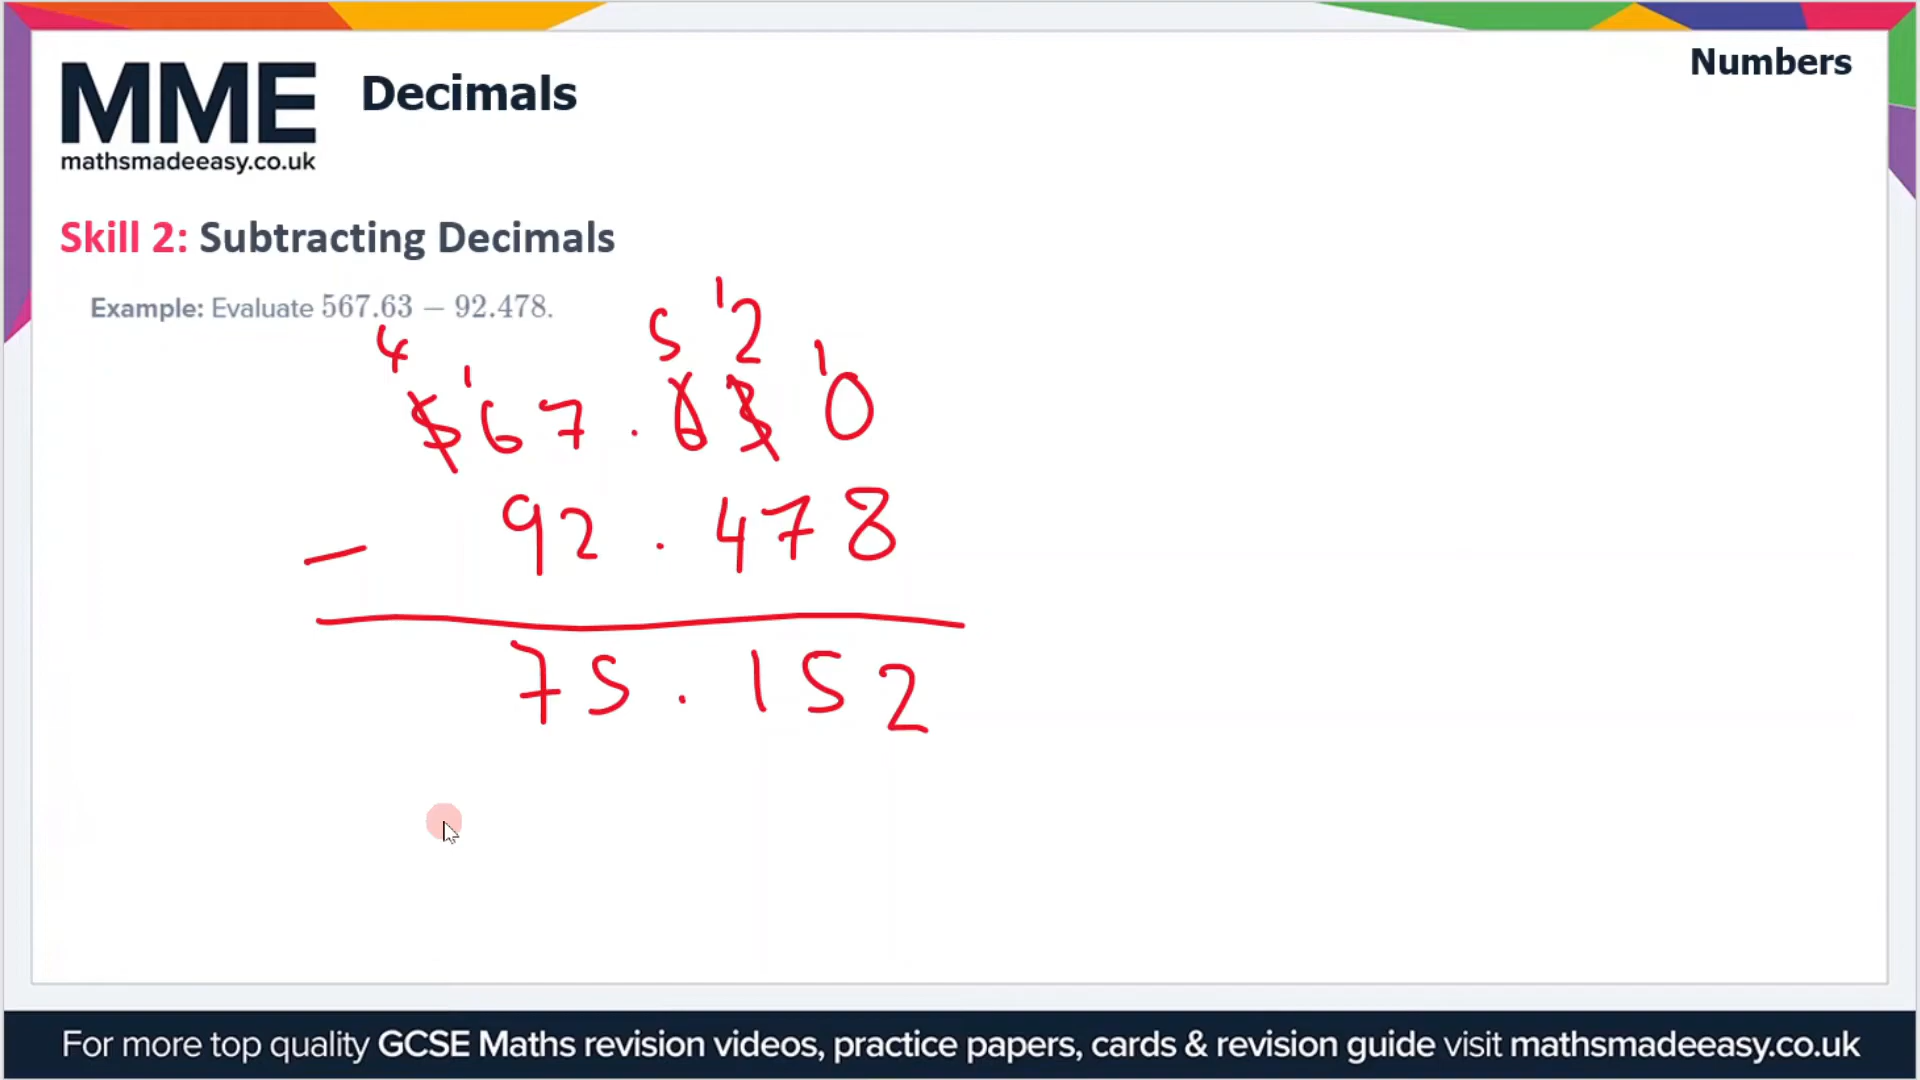 MME
mathsmadeeasy.co.uk
Decimals
Numbers
Skill 2: Subtracting Decimals
Example: Evaluate 567.63 − 92.478.
4 1 5 1 2 1
567.630
− 92.478
75.152
For more top quality GCSE Maths revision videos, practice papers, cards & revision guide visit mathsmadeeasy.co.uk